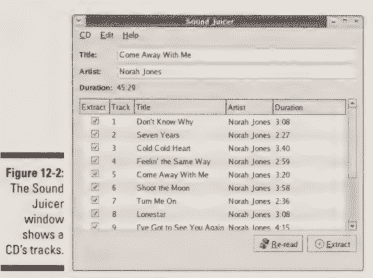 Sound Juicer
CD Edit Help
Title: Come Away With Me
Artist: Norah Jones
Duration: 45:29
Extract Track Title Artist Duration
1 Don't Know Why Norah Jones 3:08
2 Seven Years Norah Jones 2:27
3 Cold Cold Heart Norah Jones 3:40
4 Feelin' the Same Way Norah Jones 2:59
5 Come Away With Me Norah Jones 3:20
6 Shoot the Moon Norah Jones 3:58
7 Turn Me On Norah Jones 2:36
8 Lonestar Norah Jones 3:08
9 I've Got to See You Again Norah Jones 4:15
Re-read Extract
Figure 12-2:
The Sound
Juicer
window
shows a
CD's tracks.